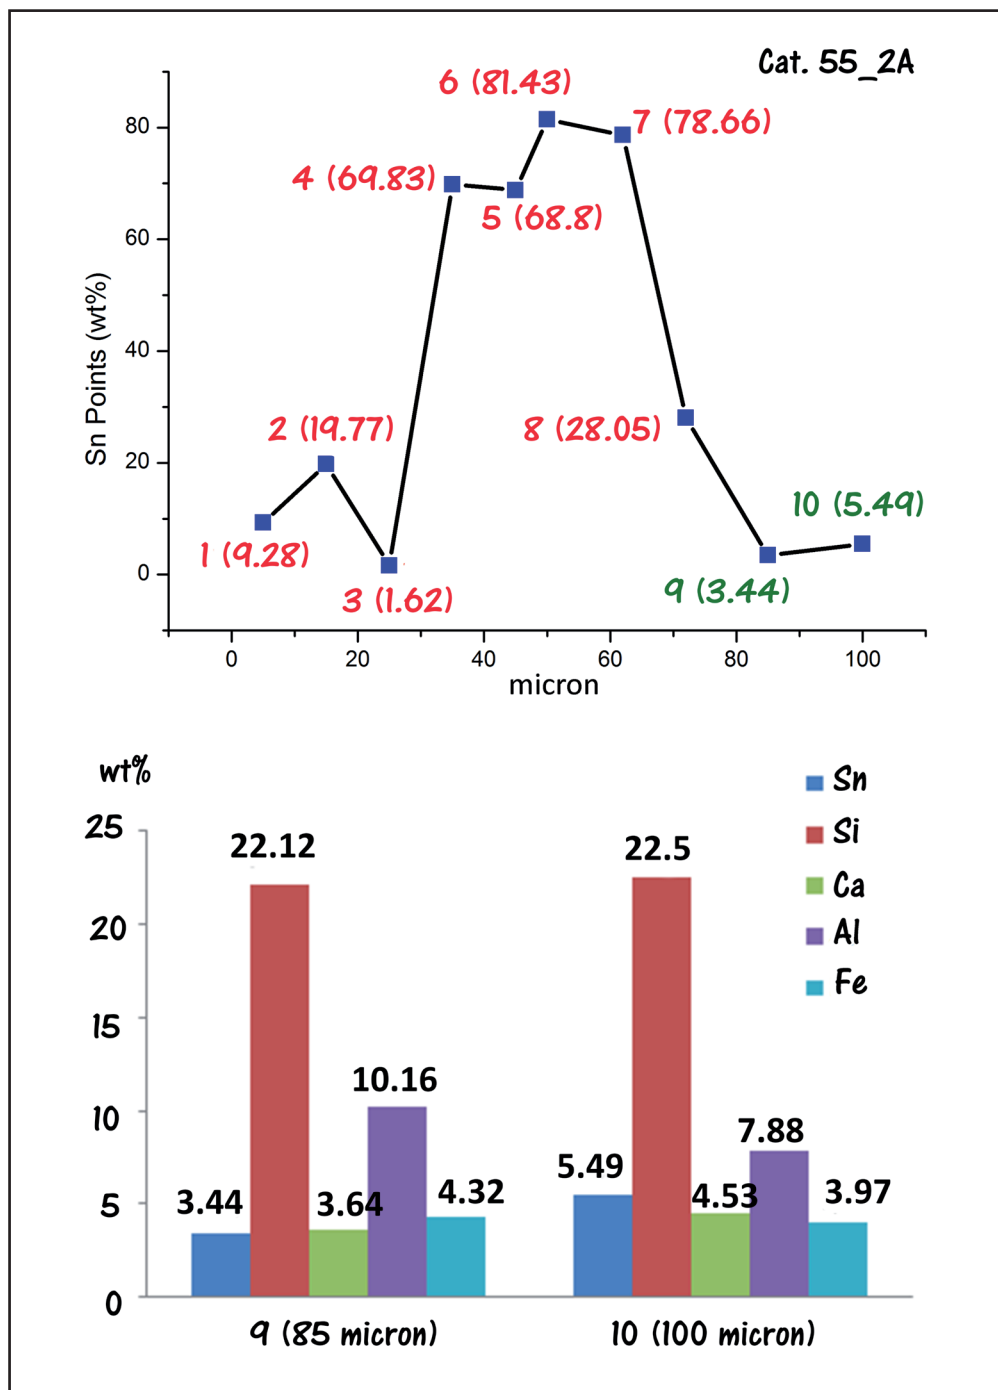 Cat. 55_2A
6 (81.43)
7 (78.66)
4 (69.83)
5 (68.8)
2 (19.77)
8 (28.05)
10 (5.49)
1 (9.28)
3 (1.62)
9 (3.44)
Sn Points (wt%)
80
60
40
20
0
0 20 40 60 80 100
micron
wt%
Sn
Si
Ca
Al
Fe
25
20
15
10
5
0
22.12
22.5
10.16
7.88
3.44
3.64
4.32
5.49
4.53
3.97
9 (85 micron)
10 (100 micron)